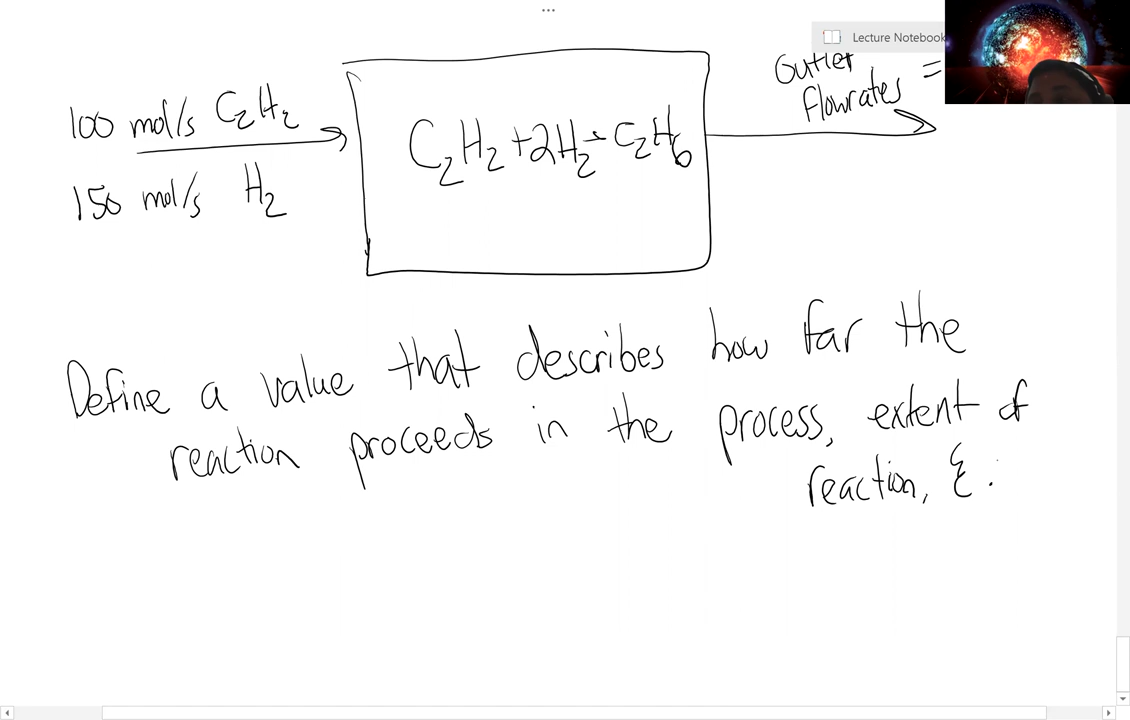 Lecture Notebook
Outlet
flowrates =
100 mol/s C₂H₂
150 mol/s H₂
C₂H₂ + 2H₂ → C₂H₆
Define a value that describes how far the
reaction proceeds in the process, extent of
reaction, ξ.